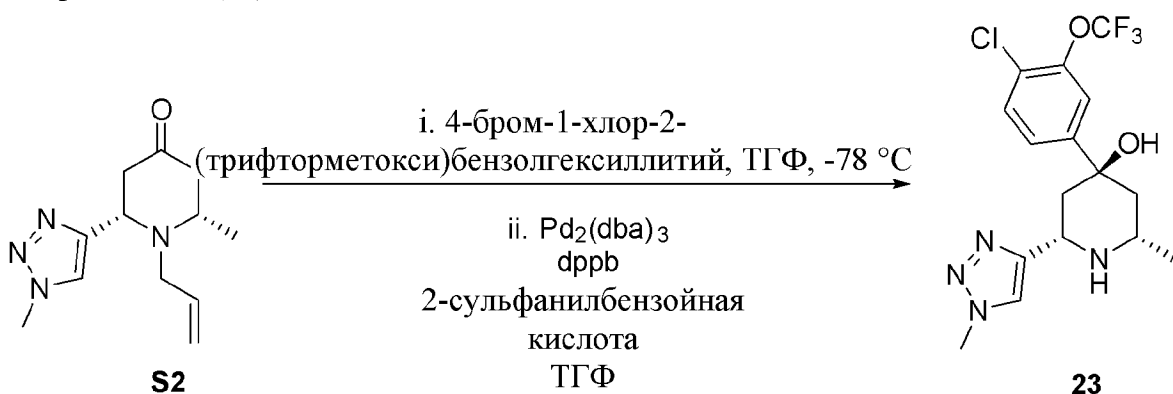 Cl
OCF3
O
i. 4-бром-1-хлор-2-
(трифторметокси)бензолгексиллитий, ТГФ, -78 °C
OH
N
N
N
N
ii. Pd2(dba)3
dppb
2-сульфанилбензойная
кислота
ТГФ
N
N
N
N
H
S2
23